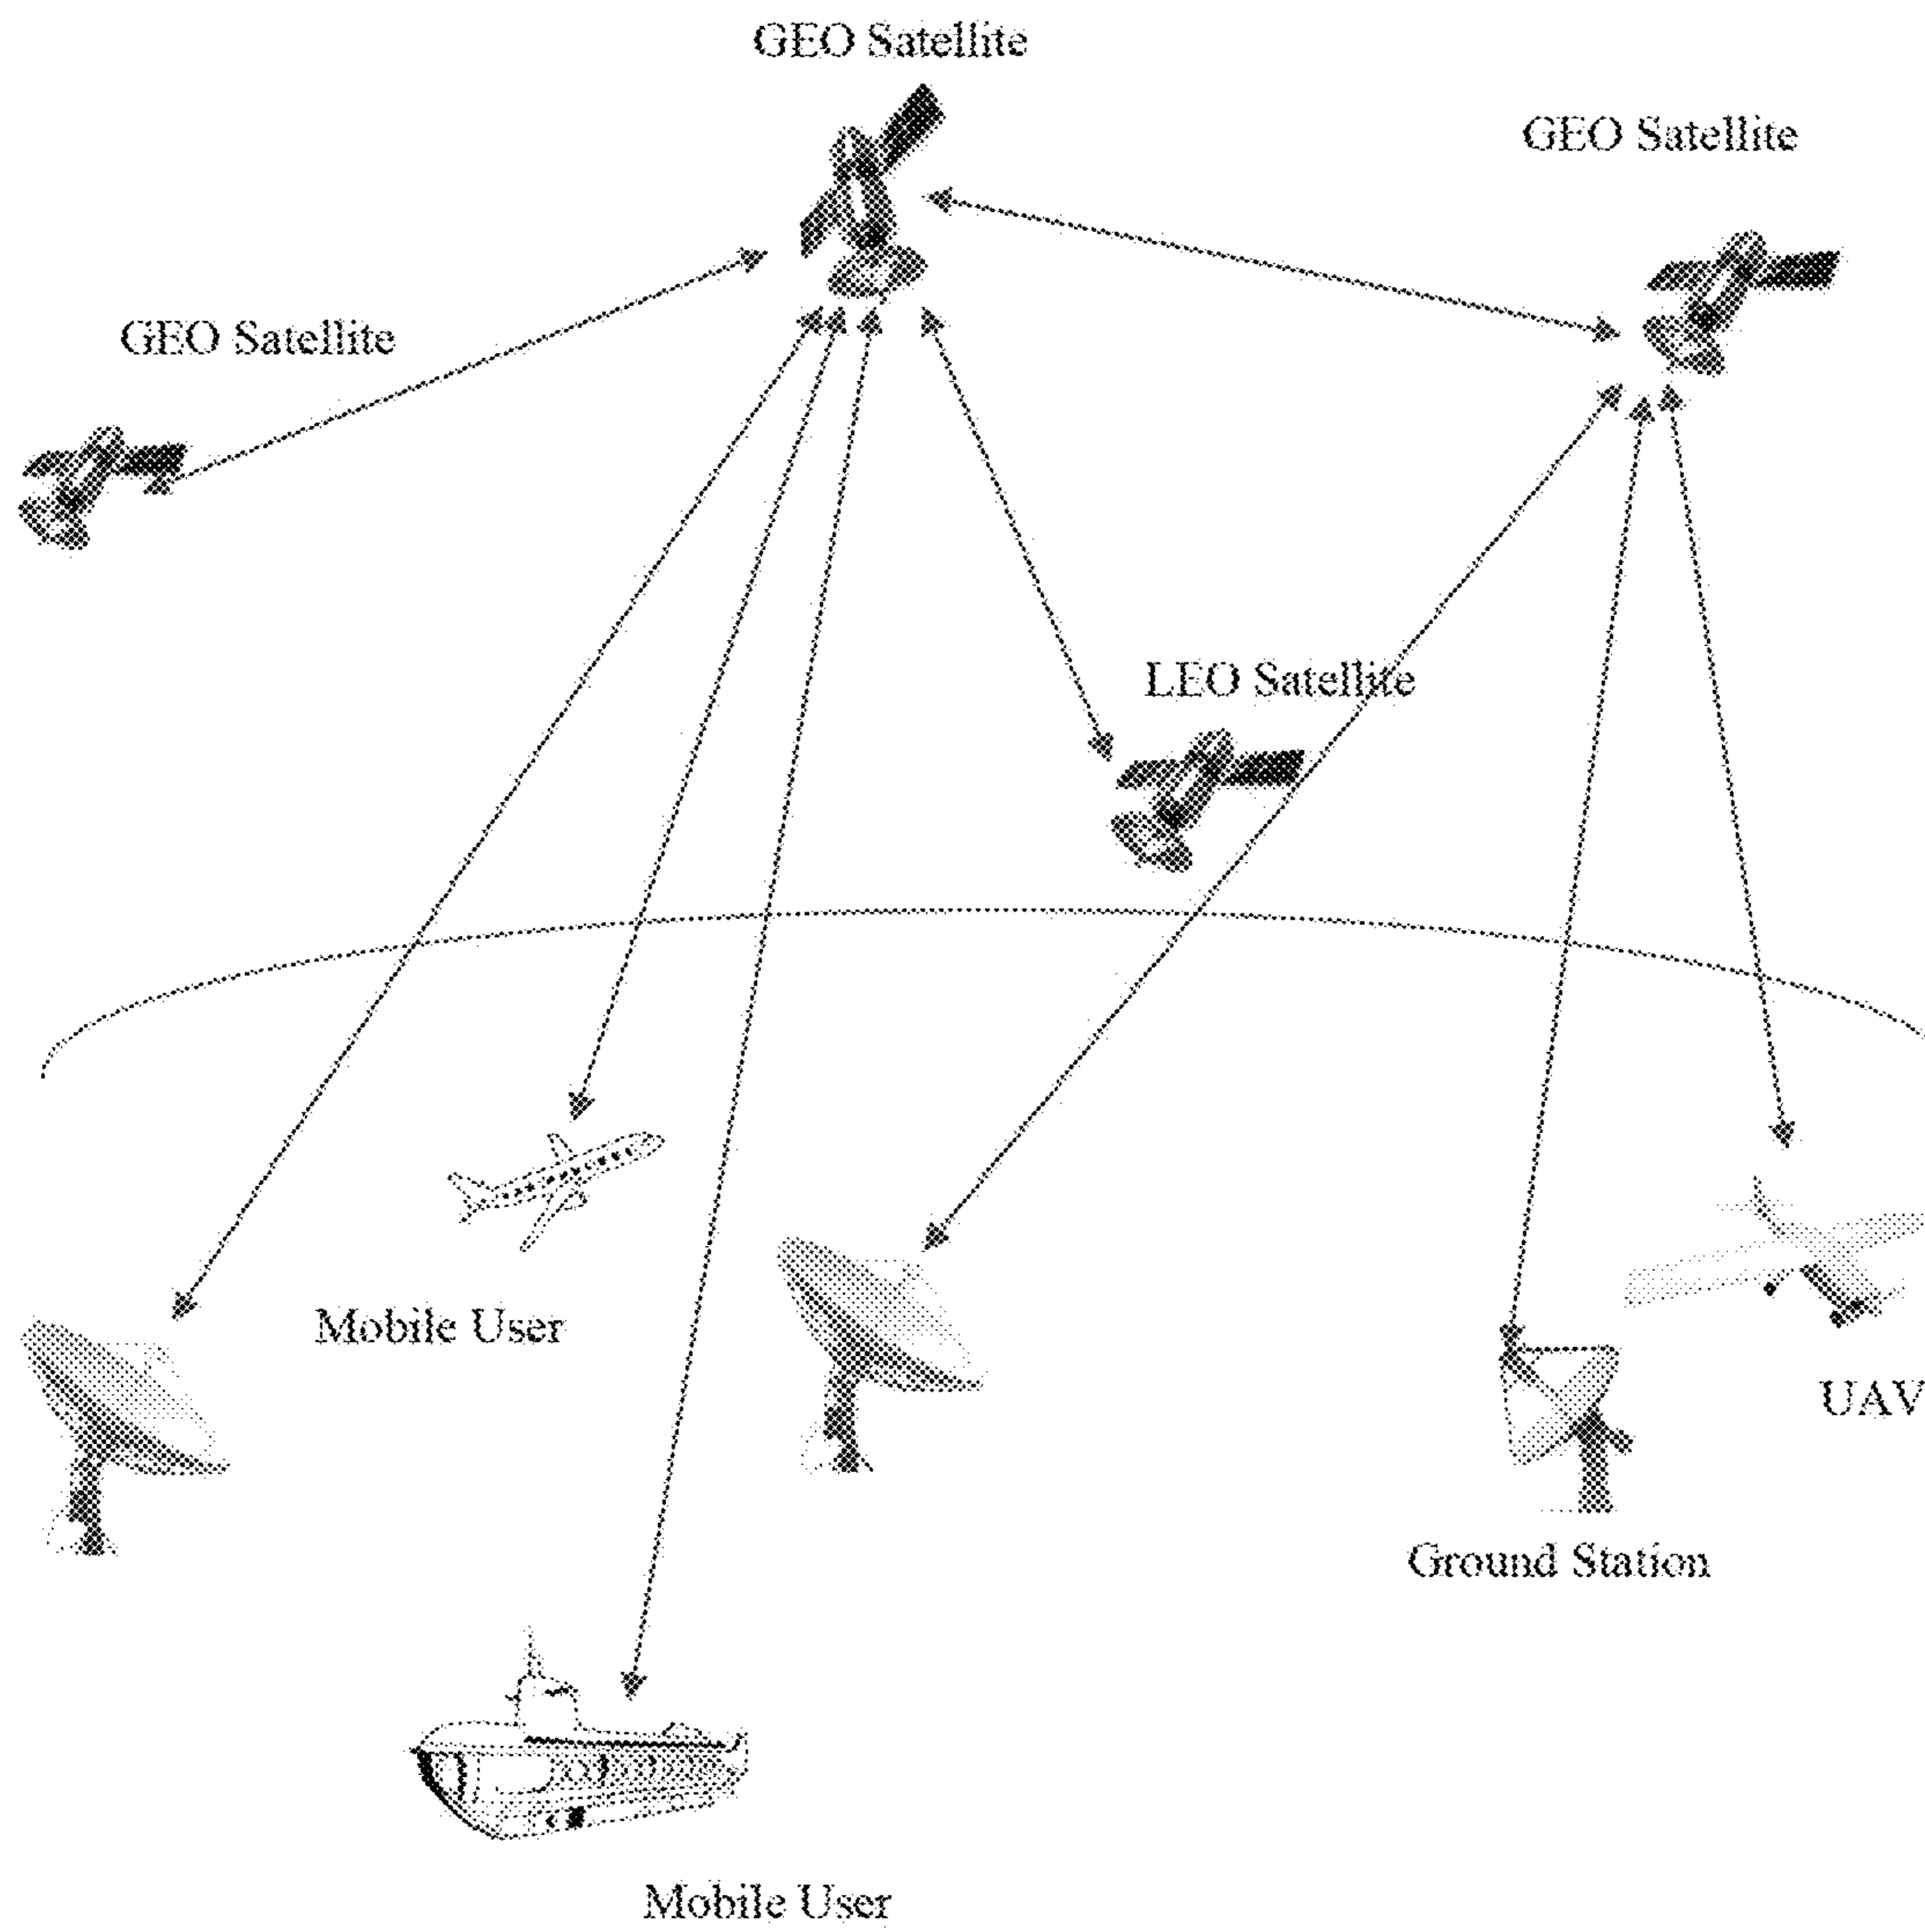 GEO Satellite
GEO Satellite
GEO Satellite
LEO Satellite
Mobile User
UAV
Ground Station
Mobile User